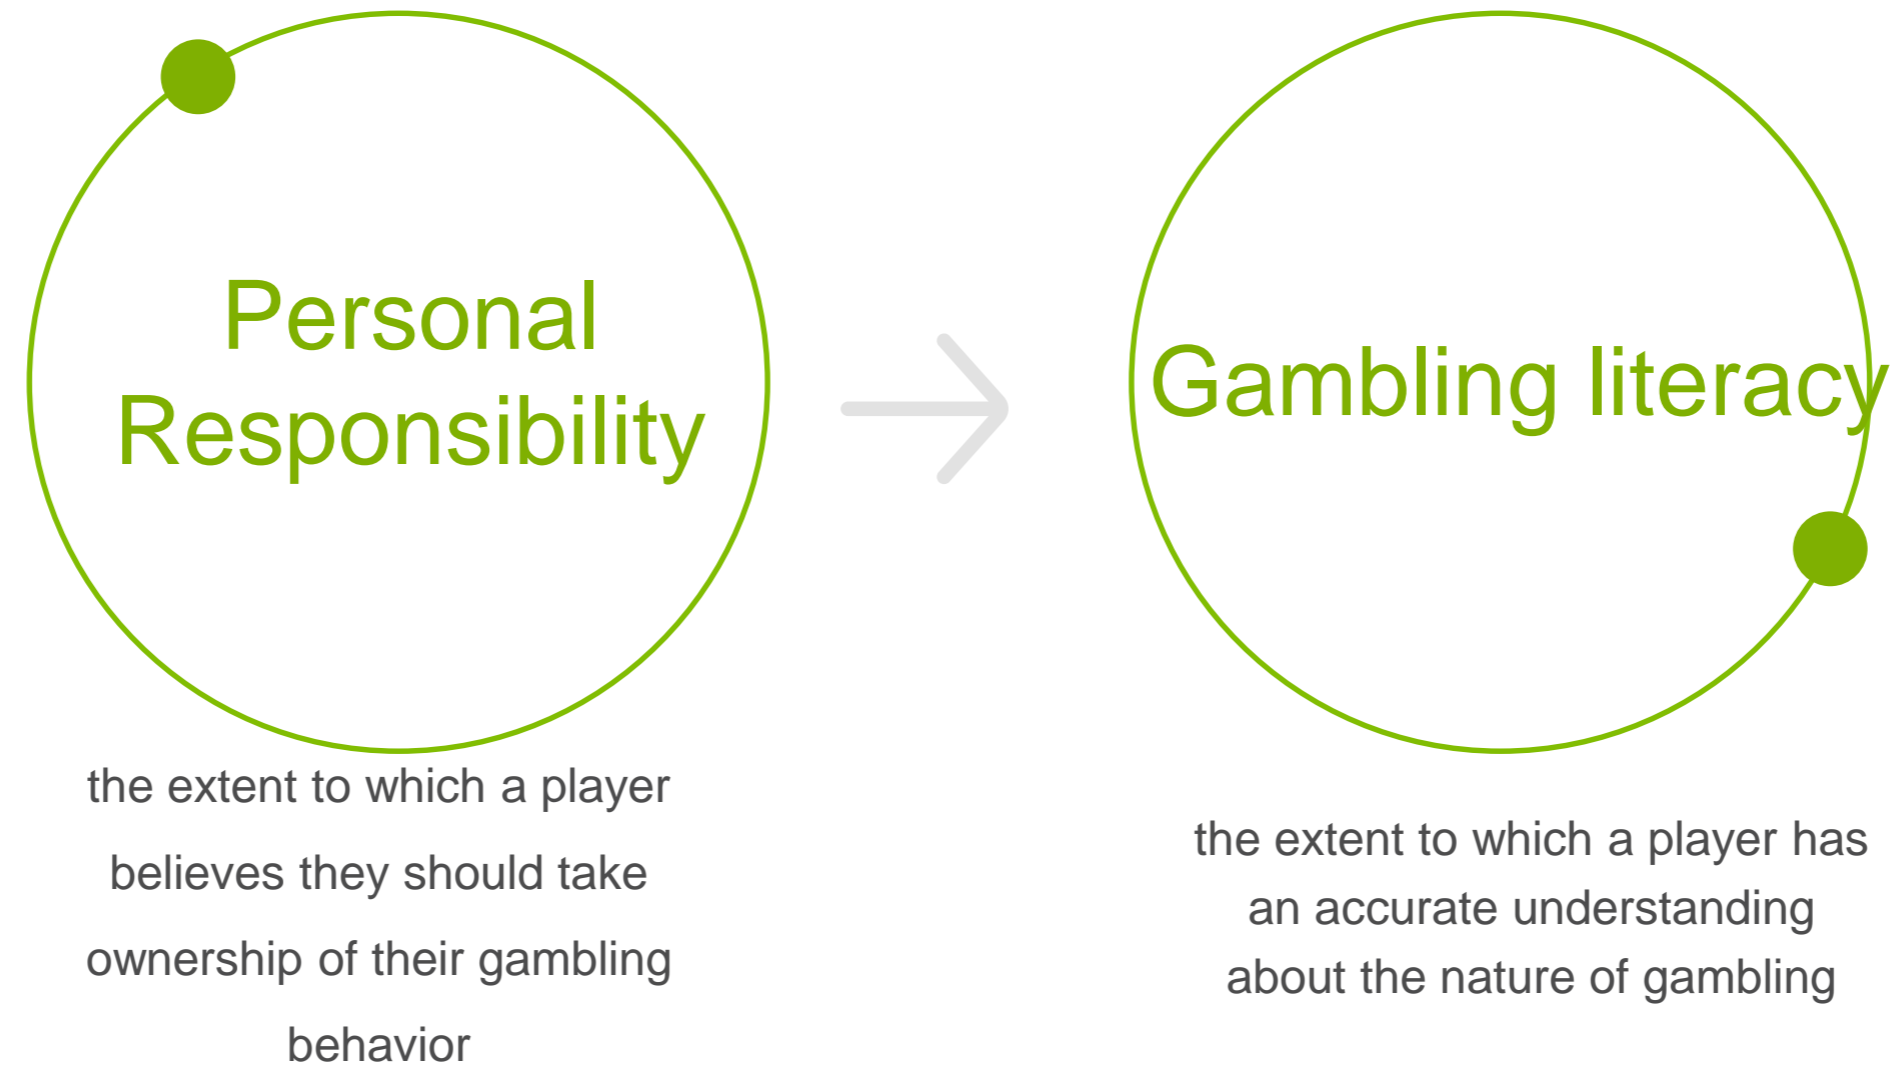 Personal
Responsibility
the extent to which a player
believes they should take
ownership of their gambling
behavior
Gambling literacy
the extent to which a player has
an accurate understanding
about the nature of gambling